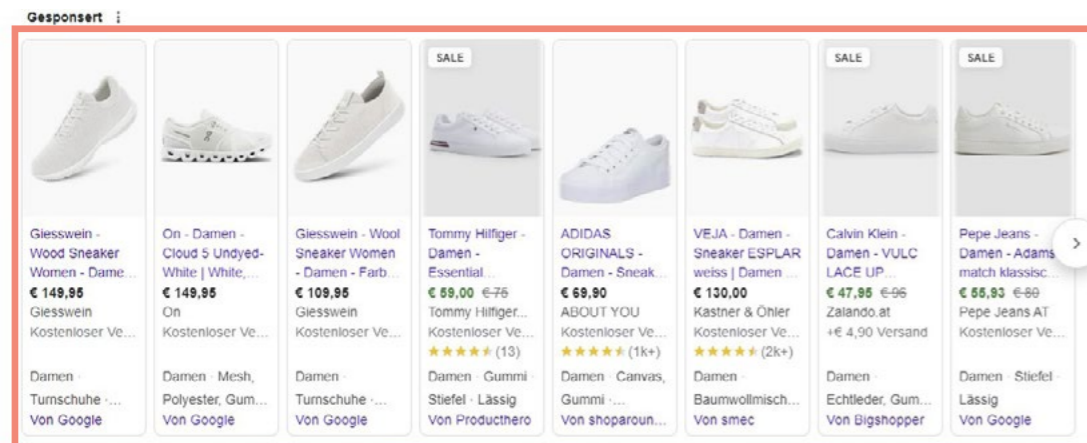 Gesponsert
SALE
SALE
SALE
Giesswein -
Wood Sneaker
Women - Dame...
€ 149,95
Giesswein
Kostenloser Ve...
Damen ·
Turnschuhe ·...
Von Google
On - Damen -
Cloud 5 Undyed-
White | White,...
€ 149,95
On
Kostenloser Ve...
Damen · Mesh,
Polyester, Gum...
Von Google
Giesswein - Wool
Sneaker Women
- Damen - Farb...
€ 109,95
Giesswein
Kostenloser Ve...
Damen ·
Turnschuhe ·...
Von Google
Tommy Hilfiger -
Damen -
Essential...
€ 59,00 € 75
Tommy Hilfiger...
Kostenloser Ve...
(13)
Damen · Gummi ·
Stiefel · Lässig
Von Producthero
ADIDAS
ORIGINALS -
Damen - Sneak...
€ 69,90
ABOUT YOU
Kostenloser Ve...
(1k+)
Damen · Canvas,
Gummi ·...
Von shoparoun...
VEJA - Damen -
Sneaker ESPLAR
weiss | Damen ...
€ 130,00
Kastner & Öhler
Kostenloser Ve...
(2k+)
Damen ·
Baumwollmisch...
Von smec
Calvin Klein -
Damen - VULC
LACE UP...
€ 47,95 € 96
Zalando.at
+€ 4,90 Versand
Damen ·
Echtleder, Gum...
Von Bigshopper
Pepe Jeans -
Damen - Adams
match klassisc...
€ 55,93 € 80
Pepe Jeans AT
Kostenloser Ve...
Damen · Stiefel ·
Lässig
Von Google